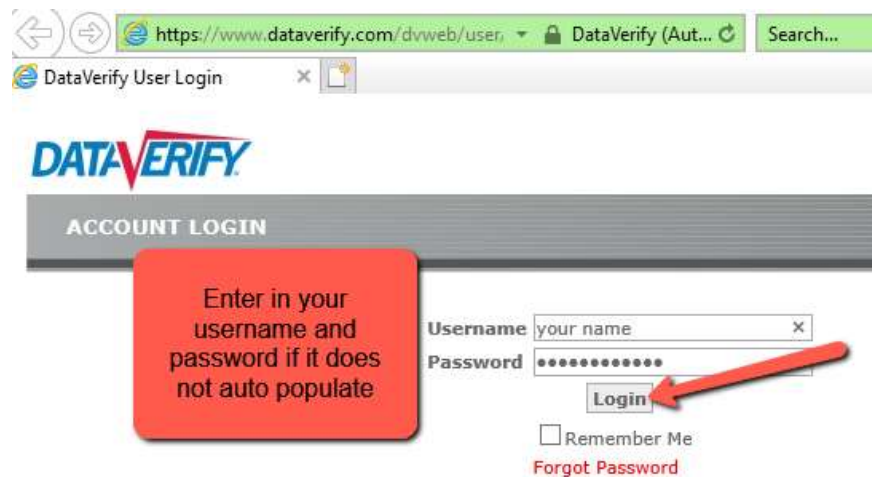 https://www.dataverify.com/dvweb/user, DataVerify (Aut... Search...
DataVerify User Login
DATAVERIFY.
ACCOUNT LOGIN
Enter in your
username and
password if it does
not auto populate
Username your name
Password ••••••••••••
Login
Remember Me
Forgot Password